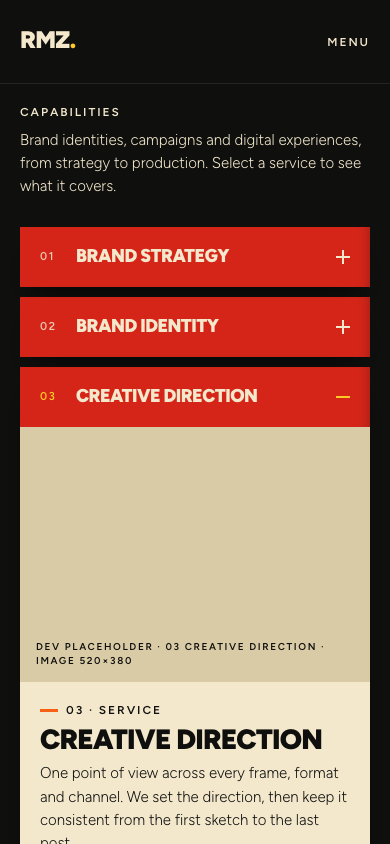 RMZ.
MENU
CAPABILITIES
Brand identities, campaigns and digital experiences,
from strategy to production. Select a service to see
what it covers.
01 BRAND STRATEGY
02 BRAND IDENTITY
03 CREATIVE DIRECTION
DEV PLACEHOLDER · 03 CREATIVE DIRECTION ·
IMAGE 520×380
03 · SERVICE
CREATIVE DIRECTION
One point of view across every frame, format
and channel. We set the direction, then keep it
consistent from the first sketch to the last
post.